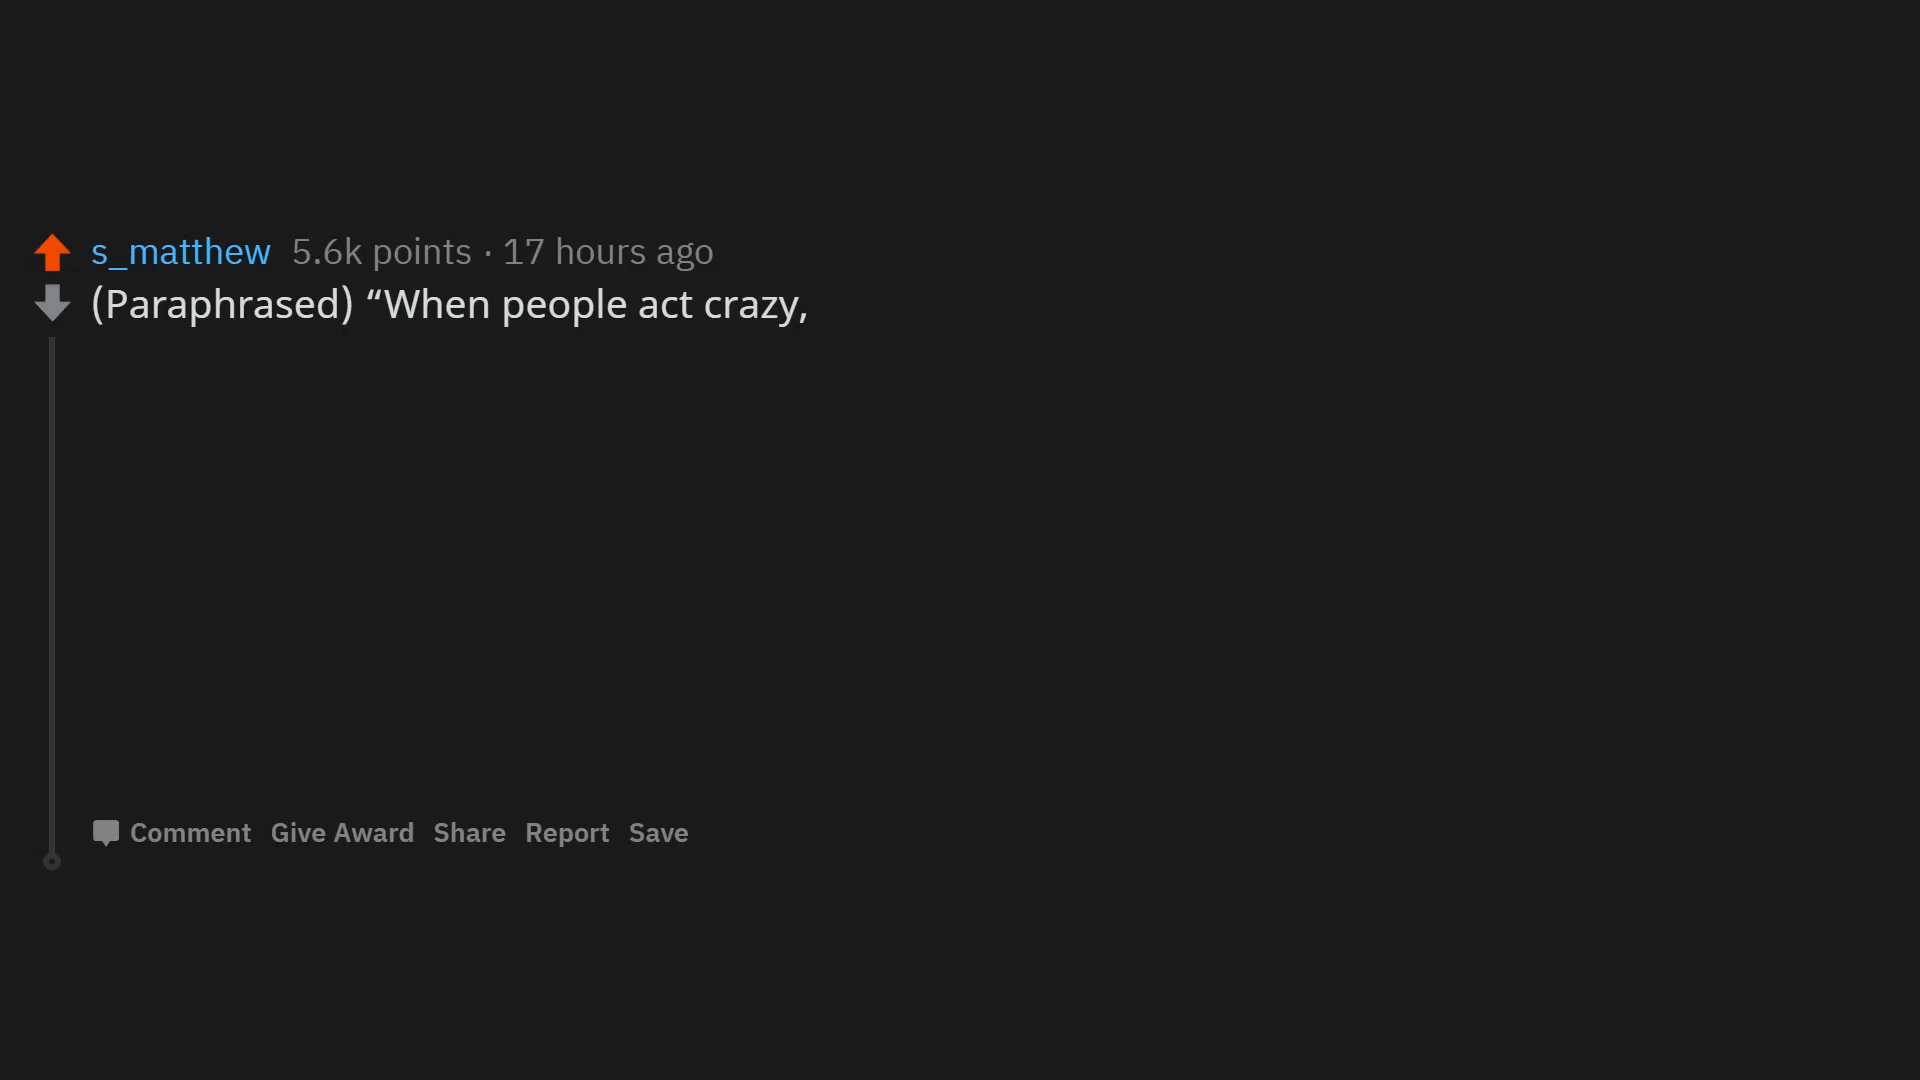 s_matthew 5.6k points · 17 hours ago
(Paraphrased) “When people act crazy,
Comment Give Award Share Report Save